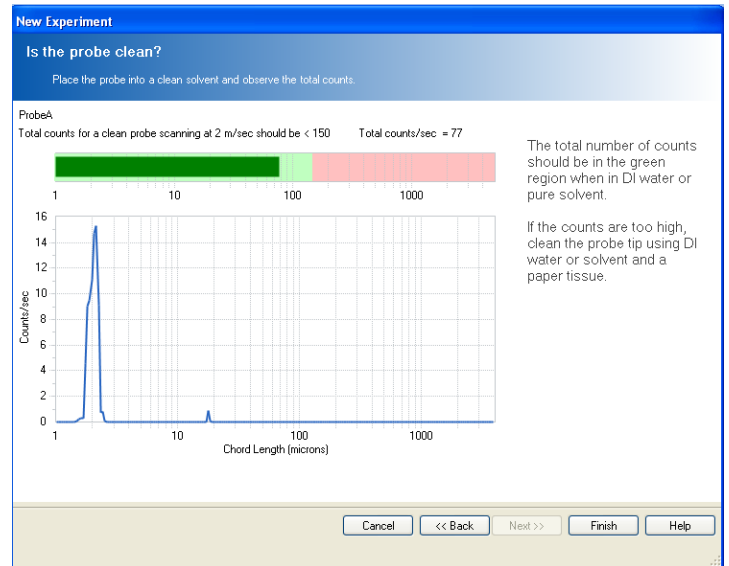 New Experiment
Is the probe clean?
Place the probe into a clean solvent and observe the total counts.
ProbeA
Total counts for a clean probe scanning at 2 m/sec should be < 150 Total counts/sec = 77
1 10 100 1000
The total number of counts
should be in the green
region when in DI water or
pure solvent.
If the counts are too high,
clean the probe tip using DI
water or solvent and a
paper tissue.
16
14
12
10
8
6
4
2
0
Counts/sec
1 10 100 1000
Chord Length (microns)
Cancel << Back Next >> Finish Help